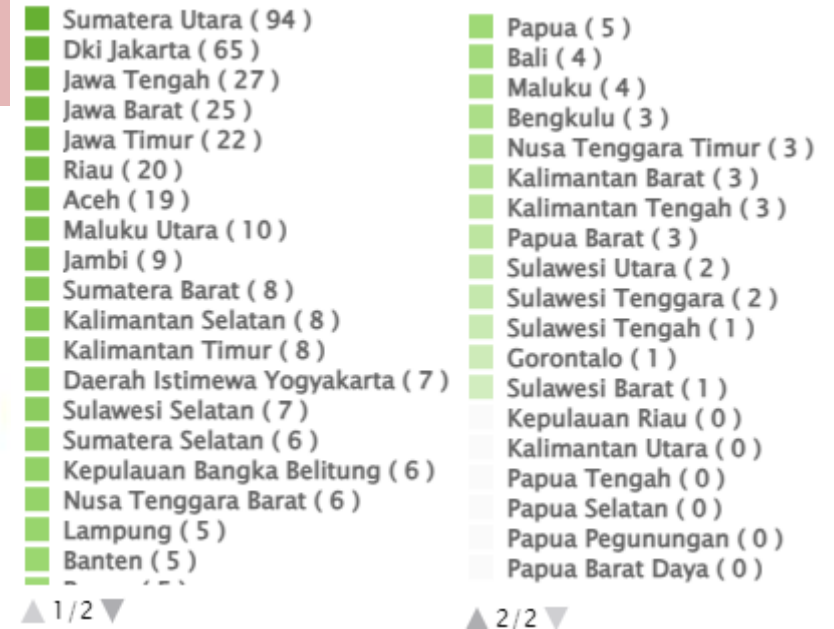 Sumatera Utara ( 94 )
Dki Jakarta ( 65 )
Jawa Tengah ( 27 )
Jawa Barat ( 25 )
Jawa Timur ( 22 )
Riau ( 20 )
Aceh ( 19 )
Maluku Utara ( 10 )
Jambi ( 9 )
Sumatera Barat ( 8 )
Kalimantan Selatan ( 8 )
Kalimantan Timur ( 8 )
Daerah Istimewa Yogyakarta ( 7 )
Sulawesi Selatan ( 7 )
Sumatera Selatan ( 6 )
Kepulauan Bangka Belitung ( 6 )
Nusa Tenggara Barat ( 6 )
Lampung ( 5 )
Banten ( 5 )
1/2
Papua ( 5 )
Bali ( 4 )
Maluku ( 4 )
Bengkulu ( 3 )
Nusa Tenggara Timur ( 3 )
Kalimantan Barat ( 3 )
Kalimantan Tengah ( 3 )
Papua Barat ( 3 )
Sulawesi Utara ( 2 )
Sulawesi Tenggara ( 2 )
Sulawesi Tengah ( 1 )
Gorontalo ( 1 )
Sulawesi Barat ( 1 )
Kepulauan Riau ( 0 )
Kalimantan Utara ( 0 )
Papua Tengah ( 0 )
Papua Selatan ( 0 )
Papua Pegunungan ( 0 )
Papua Barat Daya ( 0 )
2/2